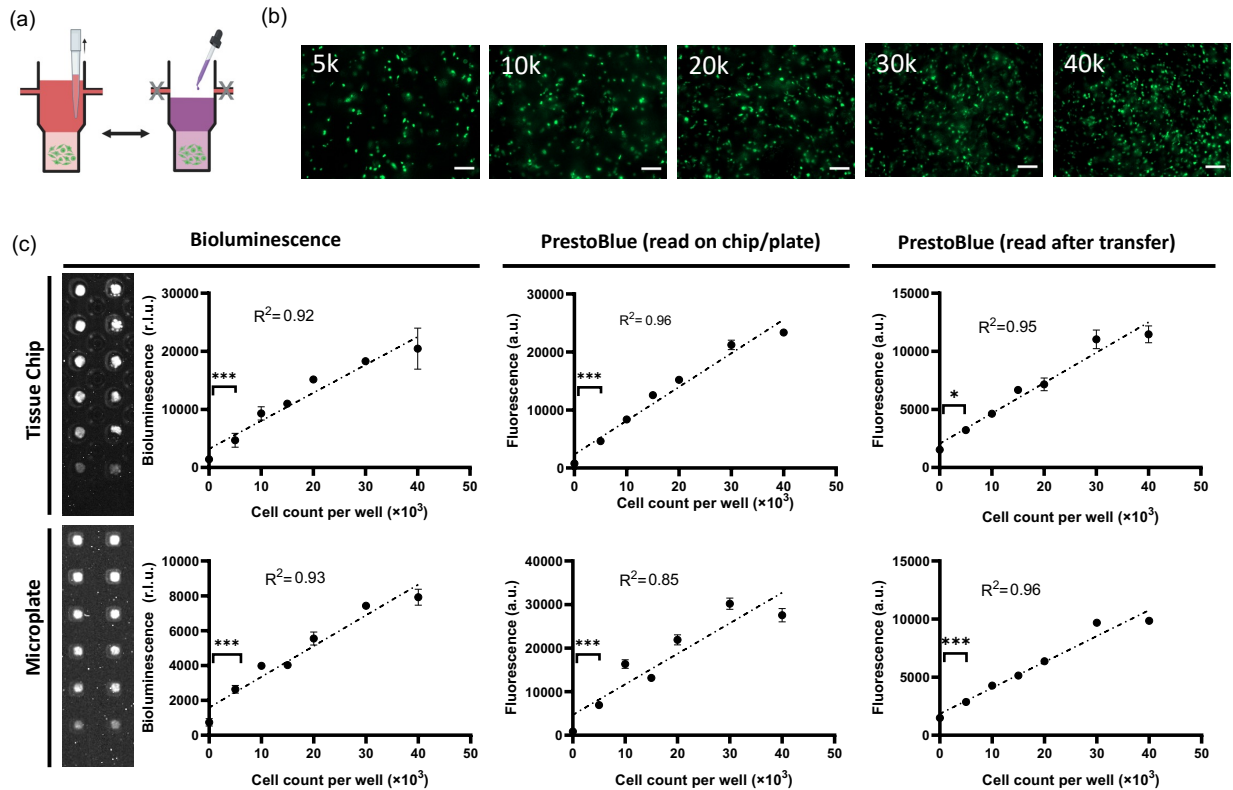 (a)
(b)
5k
10k
20k
30k
40k
(c)
Bioluminescence
PrestoBlue (read on chip/plate)
PrestoBlue (read after transfer)
Tissue Chip
Bioluminescence (r.l.u.)
30000
20000
10000
0
R²=0.92
***
0 10 20 30 40 50
Cell count per well (×10³)
Fluorescence (a.u.)
30000
20000
10000
0
R²=0.96
***
0 10 20 30 40 50
Cell count per well (×10³)
Fluorescence (a.u.)
15000
10000
5000
0
R²=0.95
*
0 10 20 30 40 50
Cell count per well (×10³)
Microplate
Bioluminescence (r.l.u.)
10000
8000
6000
4000
2000
0
R²=0.93
***
0 10 20 30 40 50
Cell count per well (×10³)
Fluorescence (a.u.)
40000
30000
20000
10000
0
R²=0.85
***
0 10 20 30 40 50
Cell count per well (×10³)
Fluorescence (a.u.)
15000
10000
5000
0
R²=0.96
***
0 10 20 30 40 50
Cell count per well (×10³)